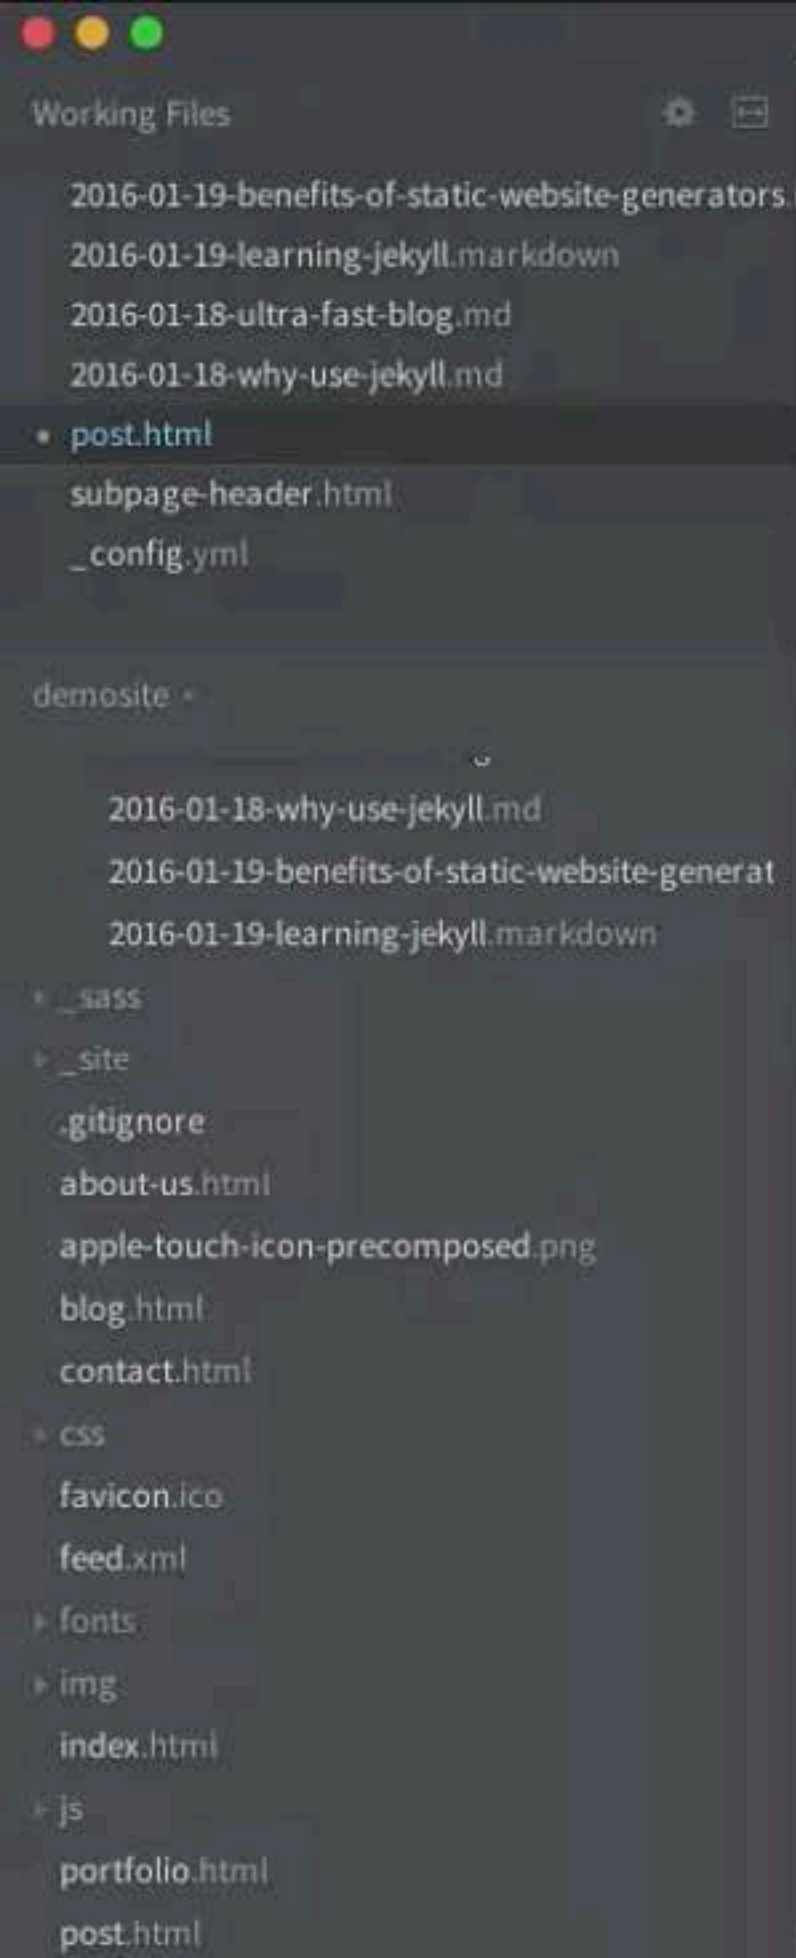 Working Files
2016-01-19-benefits-of-static-website-generators.
2016-01-19-learning-jekyll.markdown
2016-01-18-ultra-fast-blog.md
2016-01-18-why-use-jekyll.md
post.html
subpage-header.html
_config.yml
demosite
2016-01-18-why-use-jekyll.md
2016-01-19-benefits-of-static-website-generat
2016-01-19-learning-jekyll.markdown
_sass
_site
.gitignore
about-us.html
apple-touch-icon-precomposed.png
blog.html
contact.html
css
favicon.ico
feed.xml
fonts
img
index.html
js
portfolio.html
post.html